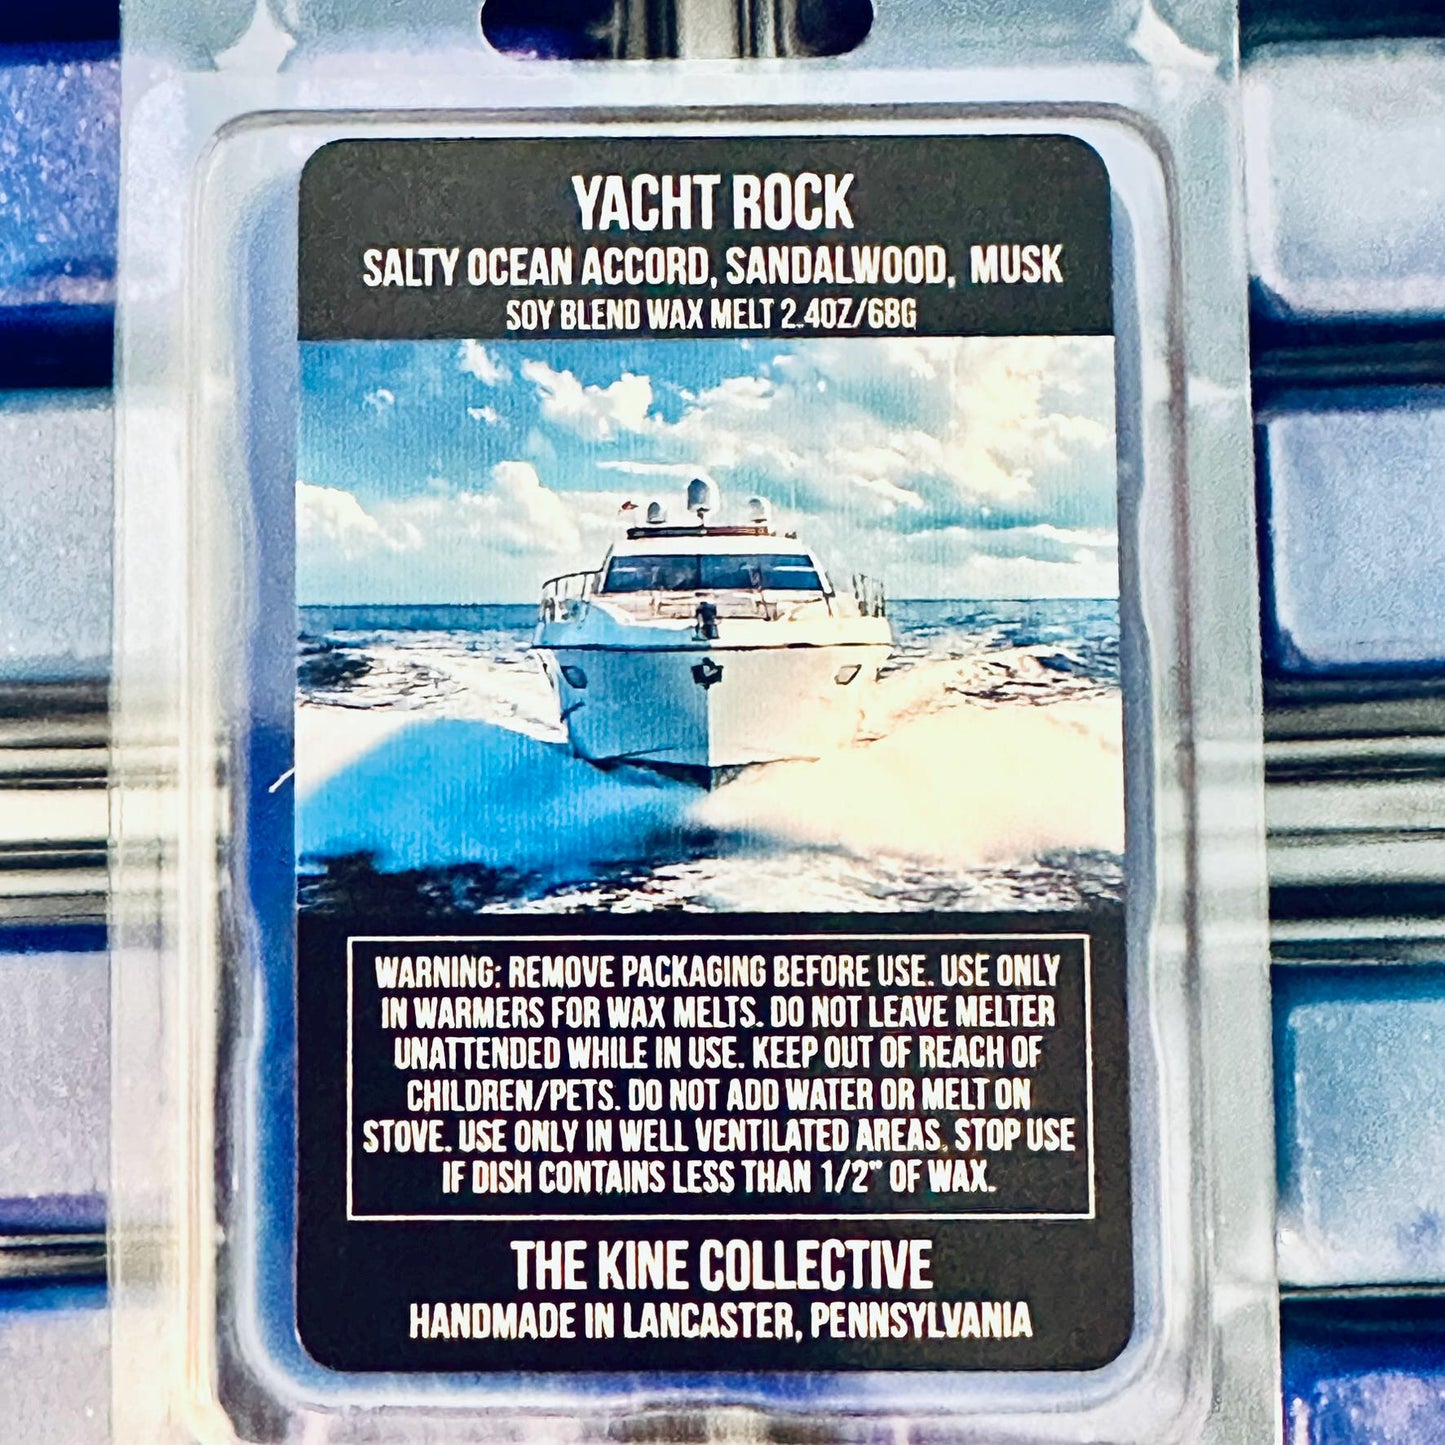 YACHT ROCK
SALTY OCEAN ACCORD, SANDALWOOD, MUSK
SOY BLEND WAX MELT 2.4OZ/68G
WARNING: REMOVE PACKAGING BEFORE USE. USE ONLY
IN WARMERS FOR WAX MELTS. DO NOT LEAVE MELTER
UNATTENDED WHILE IN USE. KEEP OUT OF REACH OF
CHILDREN/PETS. DO NOT ADD WATER OR MELT ON
STOVE. USE ONLY IN WELL VENTILATED AREAS. STOP USE
IF DISH CONTAINS LESS THAN 1/2" OF WAX.
THE KINE COLLECTIVE
HANDMADE IN LANCASTER, PENNSYLVANIA